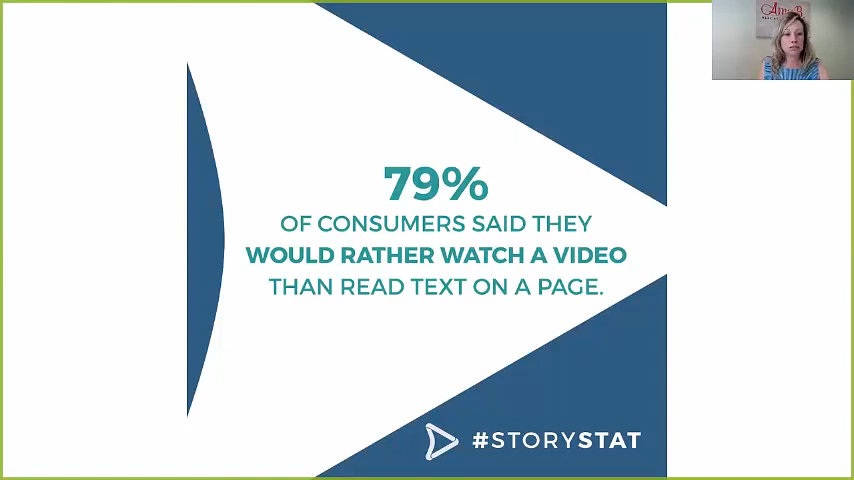 79%
OF CONSUMERS SAID THEY
WOULD RATHER WATCH A VIDEO
THAN READ TEXT ON A PAGE.
#STORYSTAT